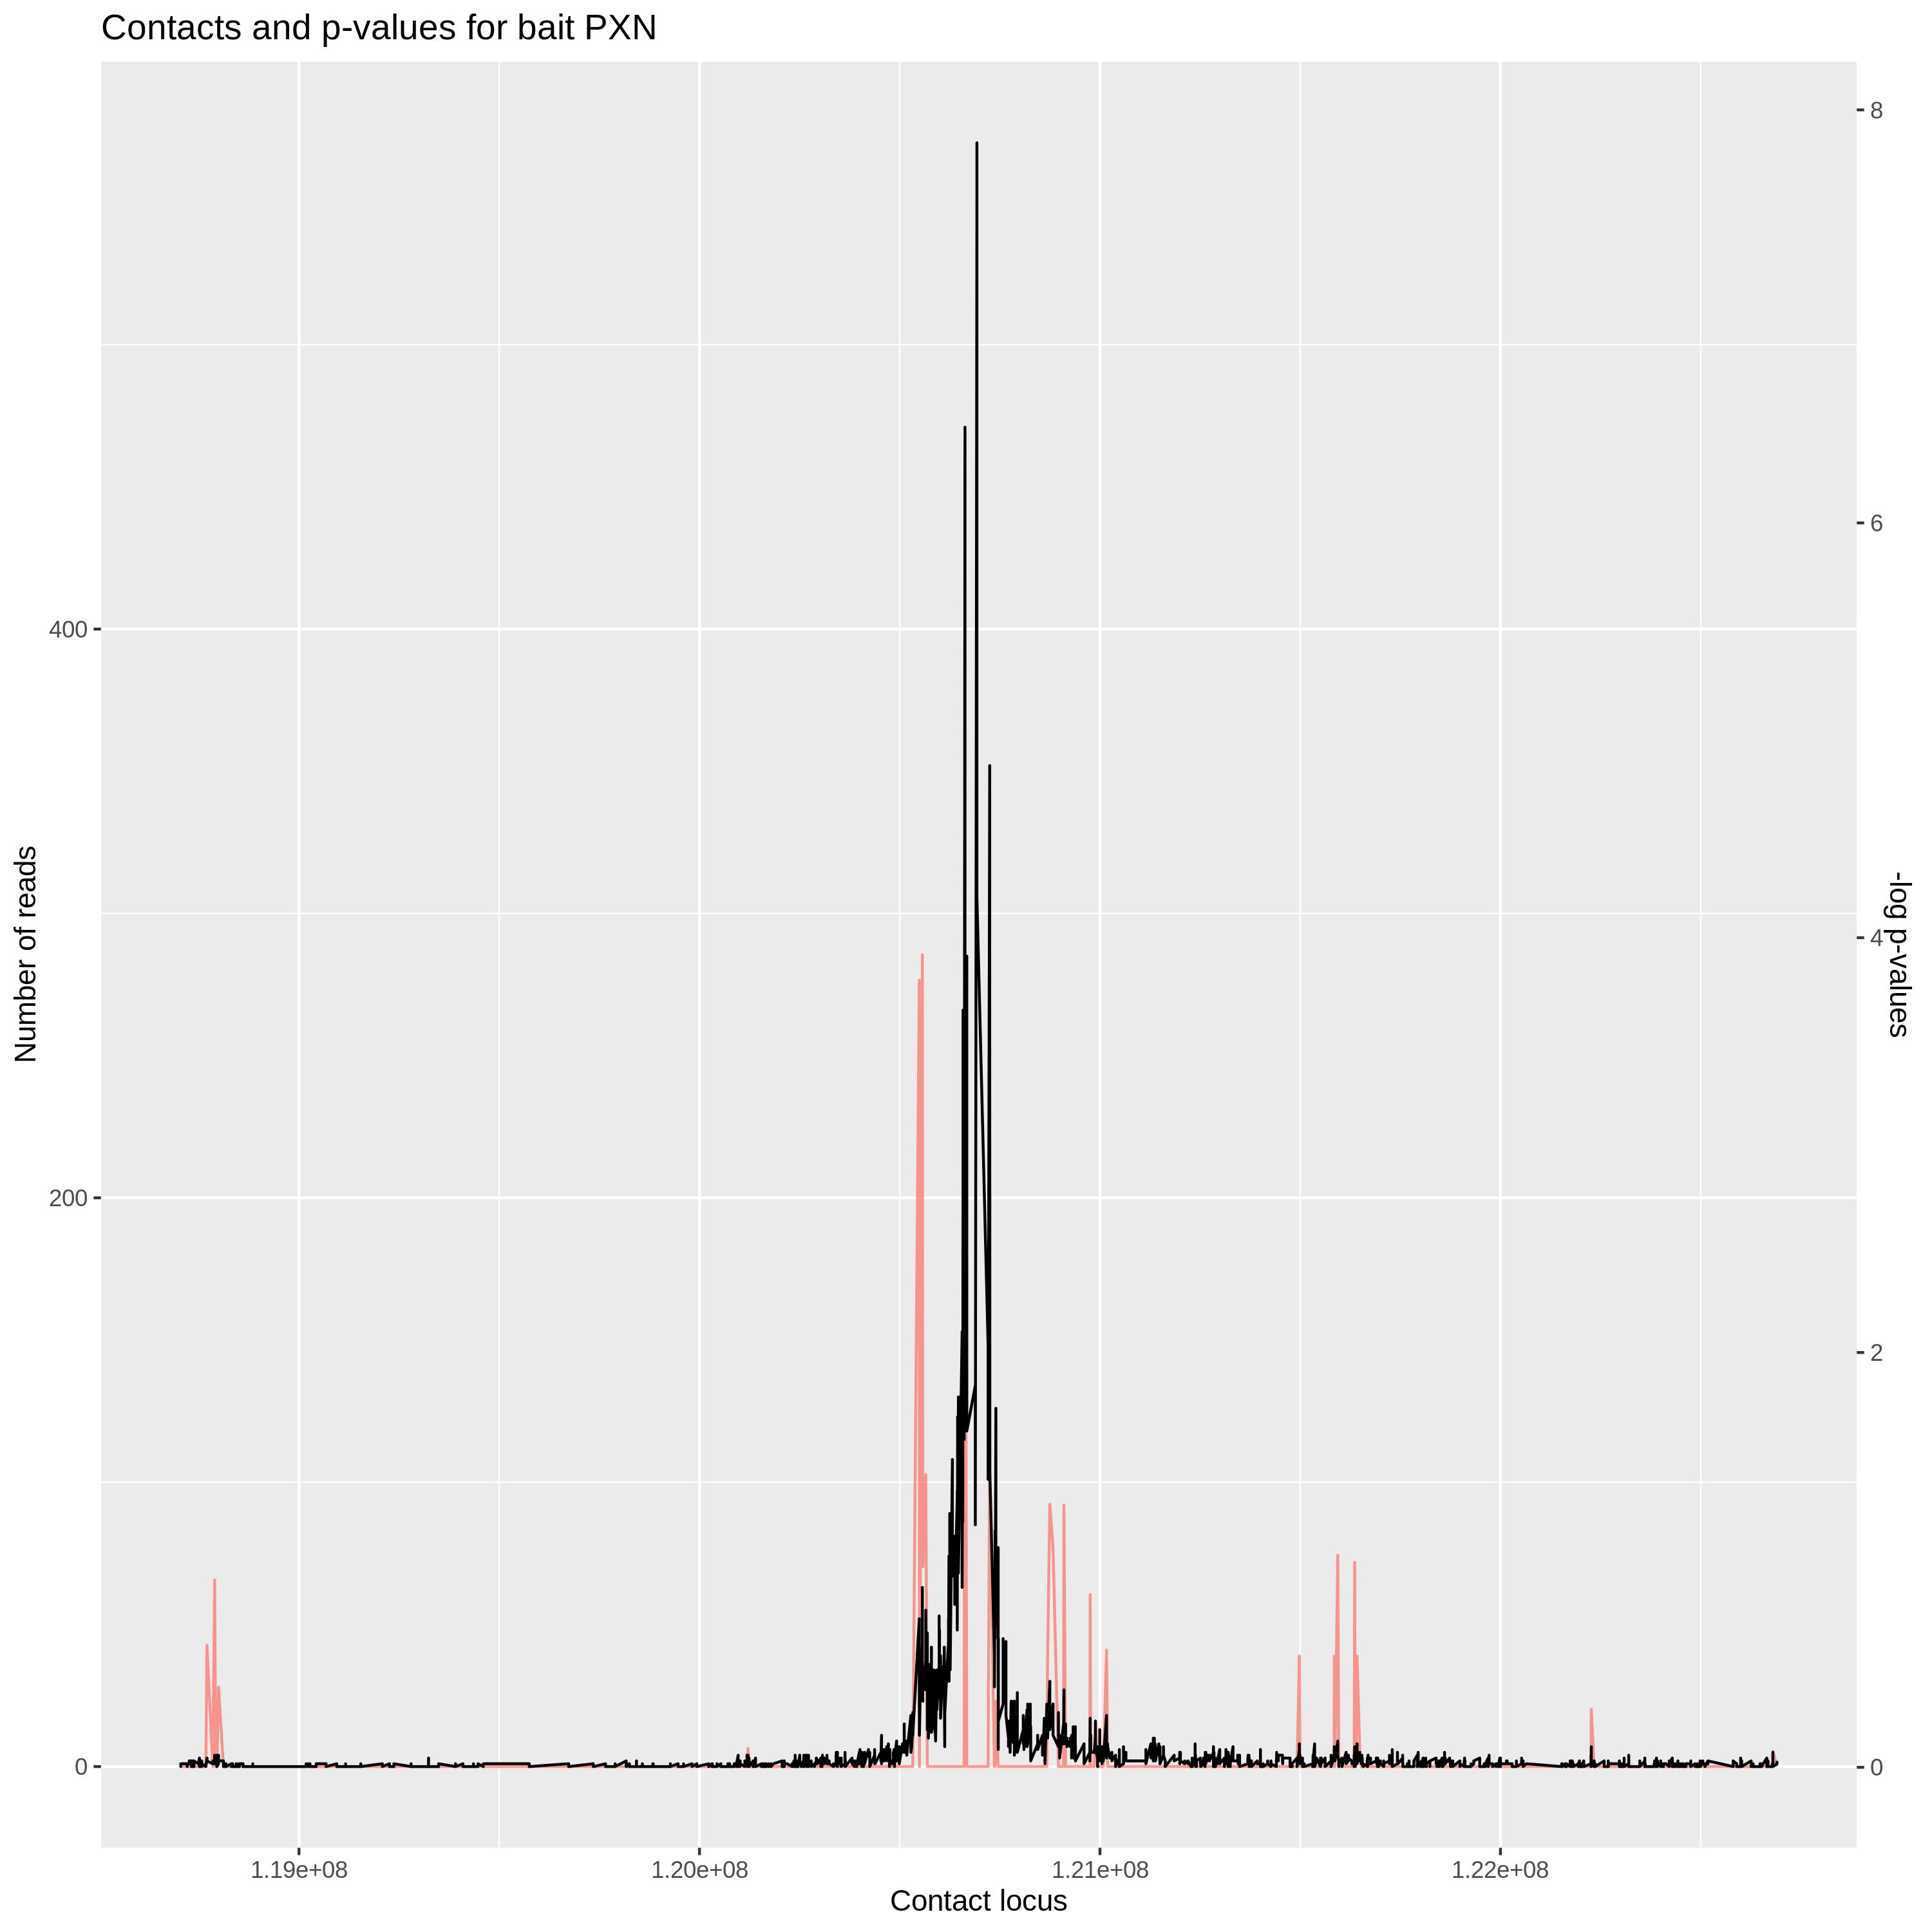 Contacts and p-values for bait PXN
8
6
400
Number of reads
-log p-values
4
200
2
0
0
1.19e+08
1.20e+08
1.21e+08
1.22e+08
Contact locus